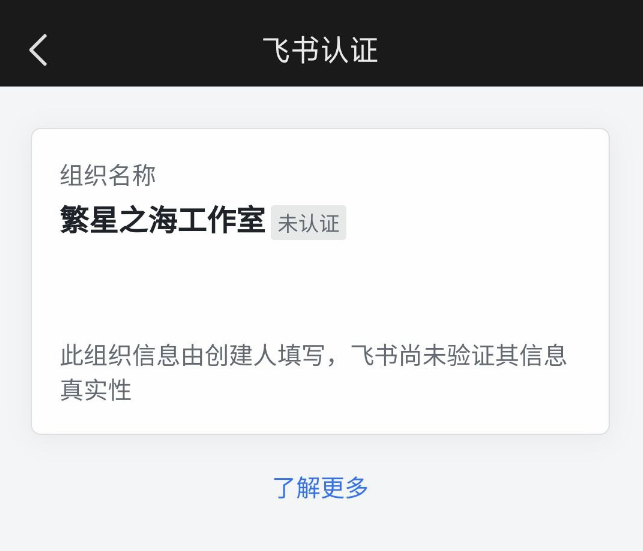 飞书认证
组织名称
繁星之海工作室 未认证
此组织信息由创建人填写，飞书尚未验证其信息
真实性
了解更多